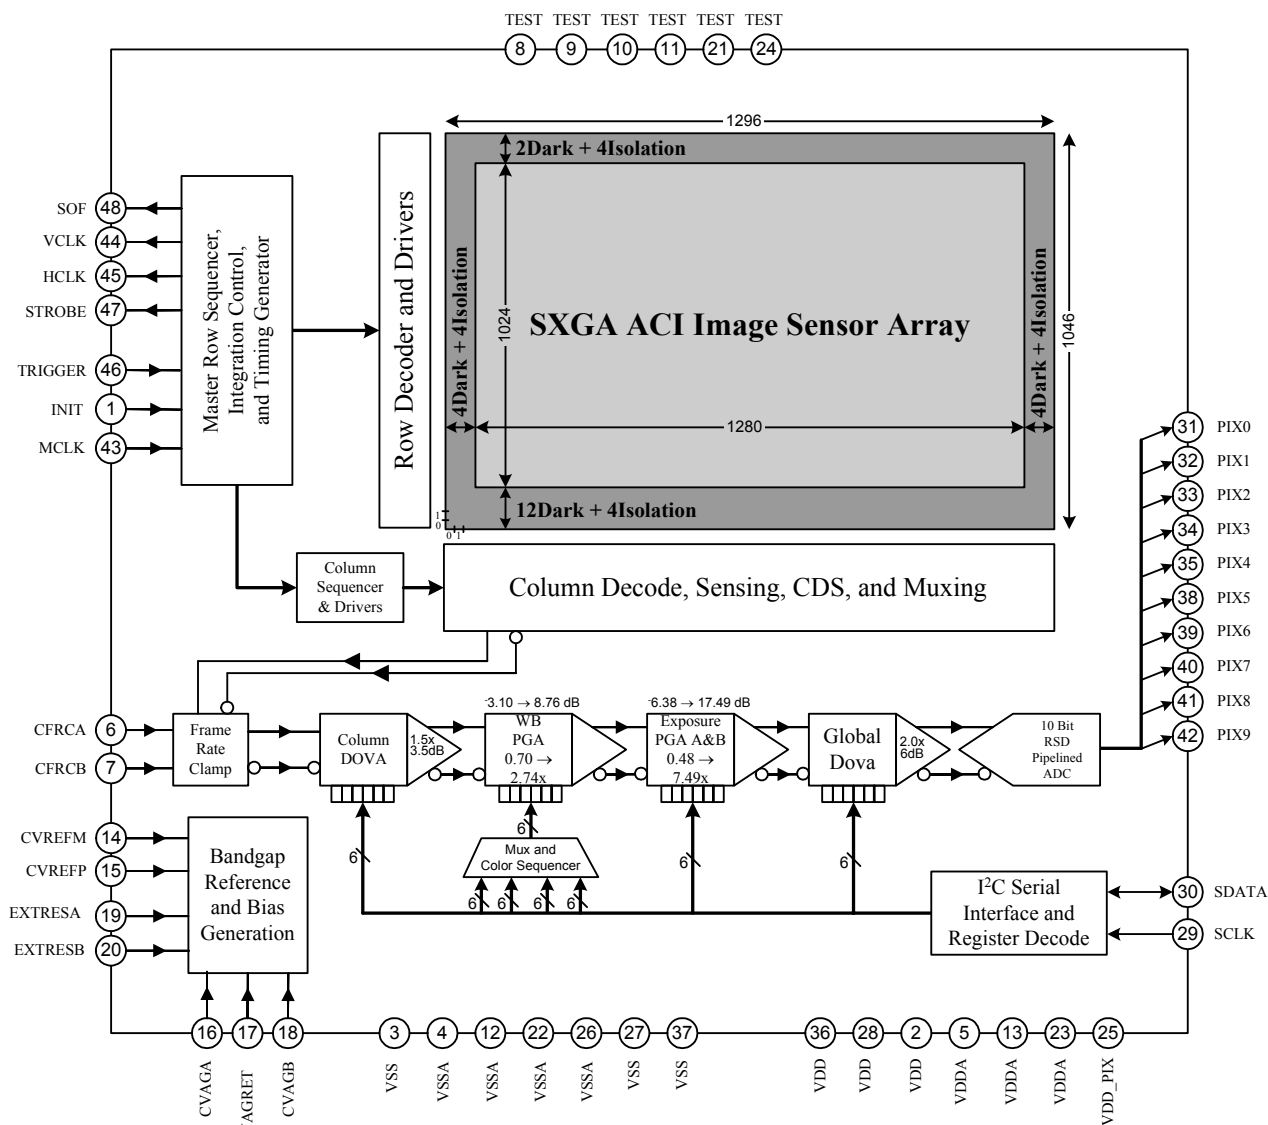 TEST TEST TEST TEST TEST TEST
8 9 10 11 21 24
1296
2Dark + 4Isolation
SOF 48
VCLK 44
HCLK 45
STROBE 47
TRIGGER 46
INIT 1
MCLK 43
Master Row Sequencer,
Integration Control,
and Timing Generator
Row Decoder and Drivers
4Dark + 4Isolation
1024
SXGA ACI Image Sensor Array
1280
4Dark + 4Isolation
1046
12Dark + 4Isolation
1
0
0 1
31 PIX0
32 PIX1
33 PIX2
34 PIX3
35 PIX4
38 PIX5
39 PIX6
40 PIX7
41 PIX8
42 PIX9
Column
Sequencer
& Drivers
Column Decode, Sensing, CDS, and Muxing
CFRCA 6
CFRCB 7
Frame
Rate
Clamp
Column
DOVA
1.5x
3.5dB
-3.10 → 8.76 dB
WB
PGA
0.70 →
2.74x
-6.38 → 17.49 dB
Exposure
PGA A&B
0.48 →
7.49x
Global
Dova
2.0x
6dB
10 Bit
RSD
Pipelined
ADC
6
6
6
6
Mux and
Color Sequencer
6 6 6 6
CVREFM 14
CVREFP 15
EXTRESA 19
EXTRESB 20
Bandgap
Reference
and Bias
Generation
I²C Serial
Interface and
Register Decode
30 SDATA
29 SCLK
16 17 18 3 4 12 22 26 27 37 36 28 2 5 13 23 25
CVAGA
AGRET
CVAGB
VSS
VSSA
VSSA
VSSA
VSSA
VSS
VSS
VDD
VDD
VDD
VDDA
VDDA
VDDA
VDD_PIX